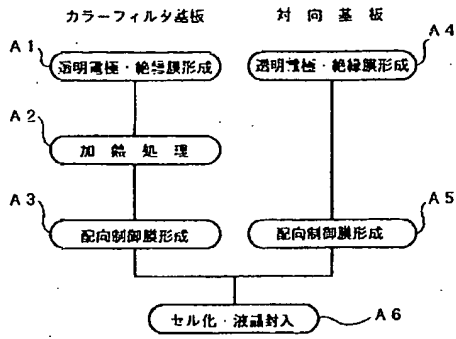 カラーフィルタ基板
対向基板
A1
透明電極・絶縁膜形成
A4
透明電極・絶縁膜形成
A2
加熱処理
A3
配向制御膜形成
A5
配向制御膜形成
セル化・液晶封入
A6